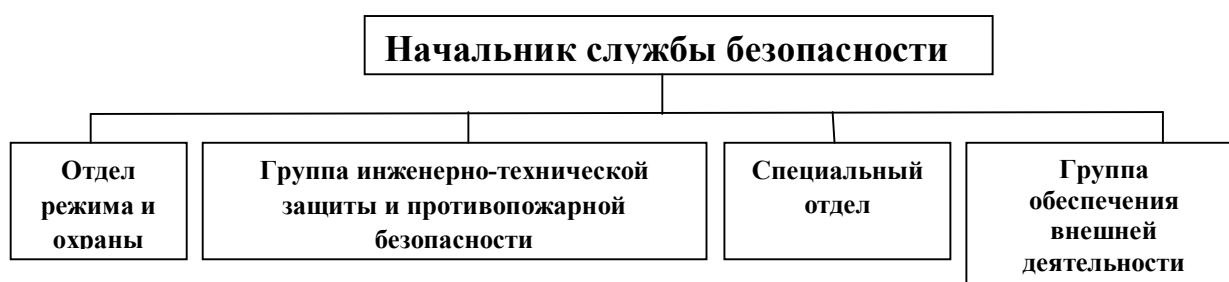 Начальник службы безопасности
Отдел
режима и
охраны
Группа инженерно-технической
защиты и противопожарной
безопасности
Специальный
отдел
Группа
обеспечения
внешней
деятельности